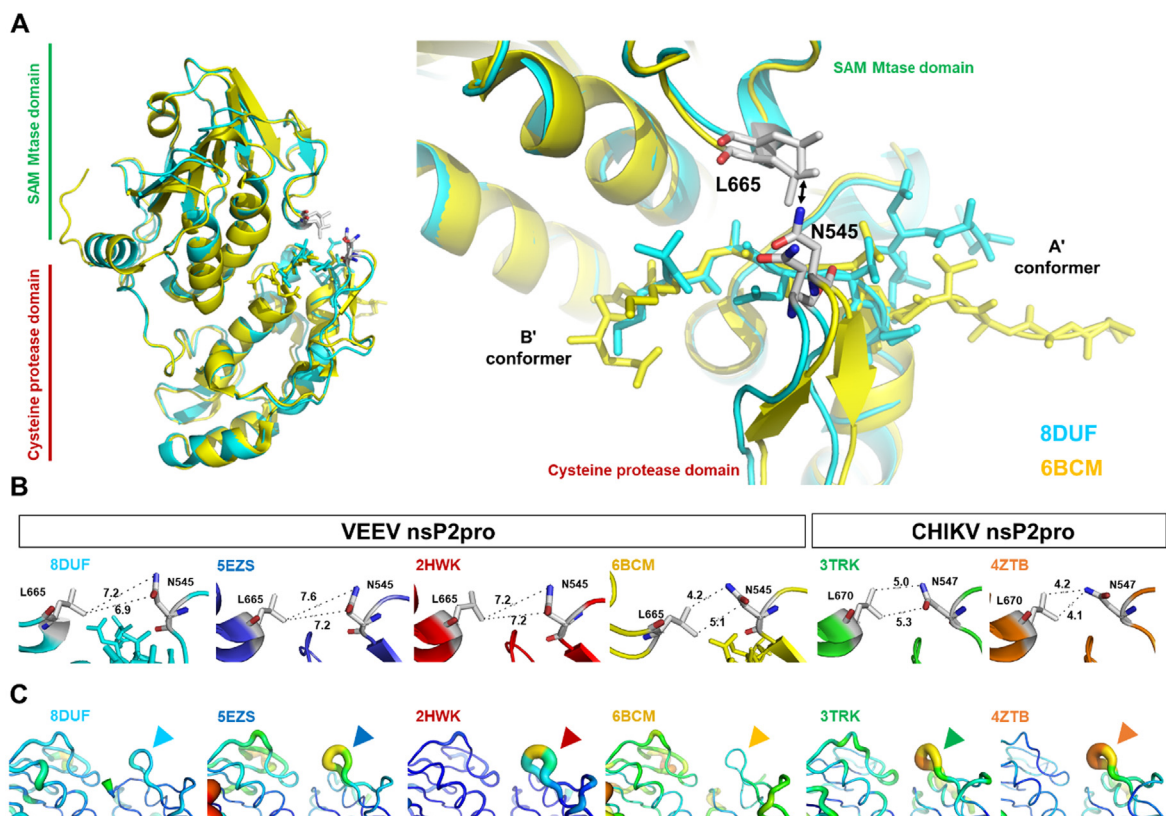 A
SAM Mtase domain
Cysteine protease domain
SAM Mtase domain
L665
N545
A'
conformer
B'
conformer
8DUF
6BCM
Cysteine protease domain
B
VEEV nsP2pro
CHIKV nsP2pro
8DUF
L665
7.2
6.9
N545
5EZS
L665
7.6
7.2
N545
2HWK
L665
7.2
7.2
N545
6BCM
L665
4.2
5.1
N545
3TRK
L670
5.0
5.3
N547
4ZTB
L670
4.2
4.1
N547
C
8DUF
5EZS
2HWK
6BCM
3TRK
4ZTB